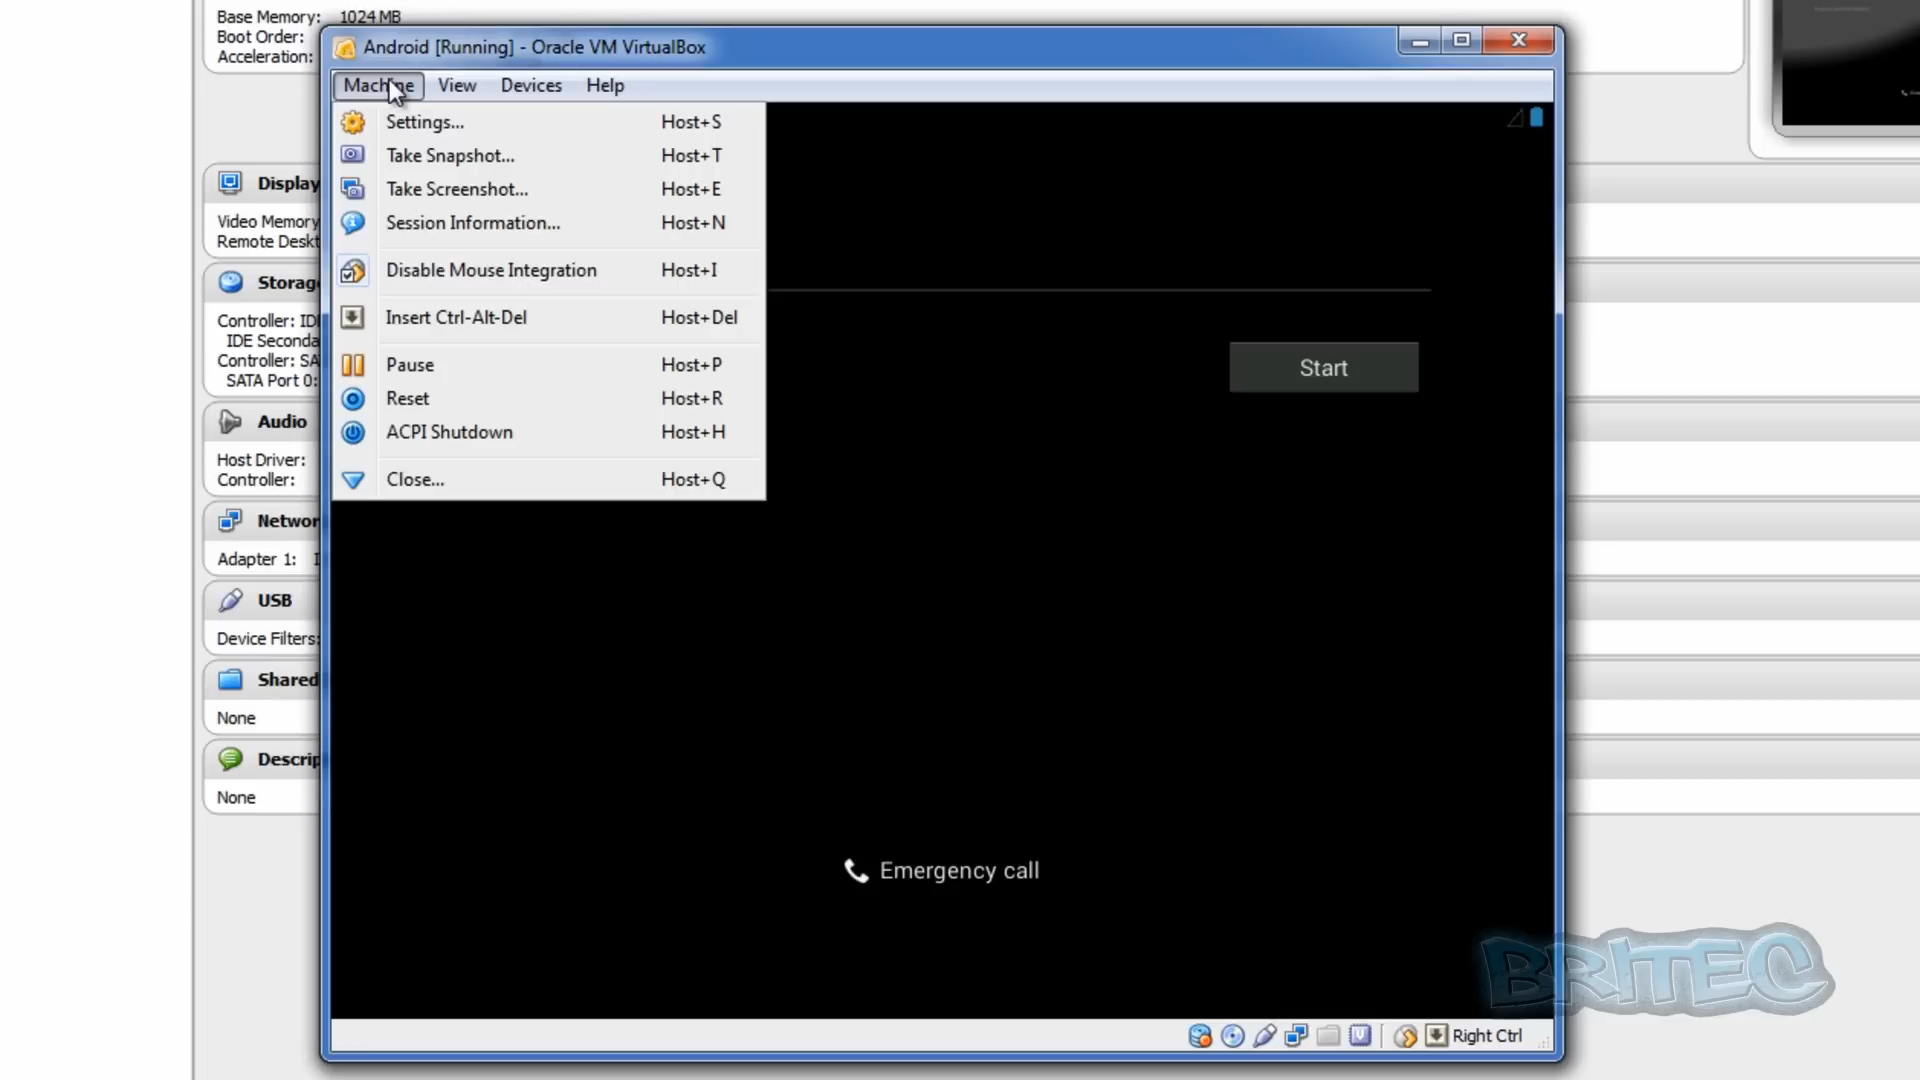 Base Memory: 1024 MB
Boot Order:
Acceleration:
Android [Running] - Oracle VM VirtualBox
Machine View Devices Help
Settings... Host+S
Take Snapshot... Host+T
Take Screenshot... Host+E
Session Information... Host+N
Disable Mouse Integration Host+I
Insert Ctrl-Alt-Del Host+Del
Pause Host+P
Reset Host+R
ACPI Shutdown Host+H
Close... Host+Q
Display
Video Memory
Remote Deskt
Storage
Controller: IDE
IDE Seconda
Controller: SA
SATA Port 0:
Audio
Host Driver:
Controller:
Networ
Adapter 1: I
USB
Device Filters:
Shared
None
Descrip
None
Start
Emergency call
BRITEC
Right Ctrl